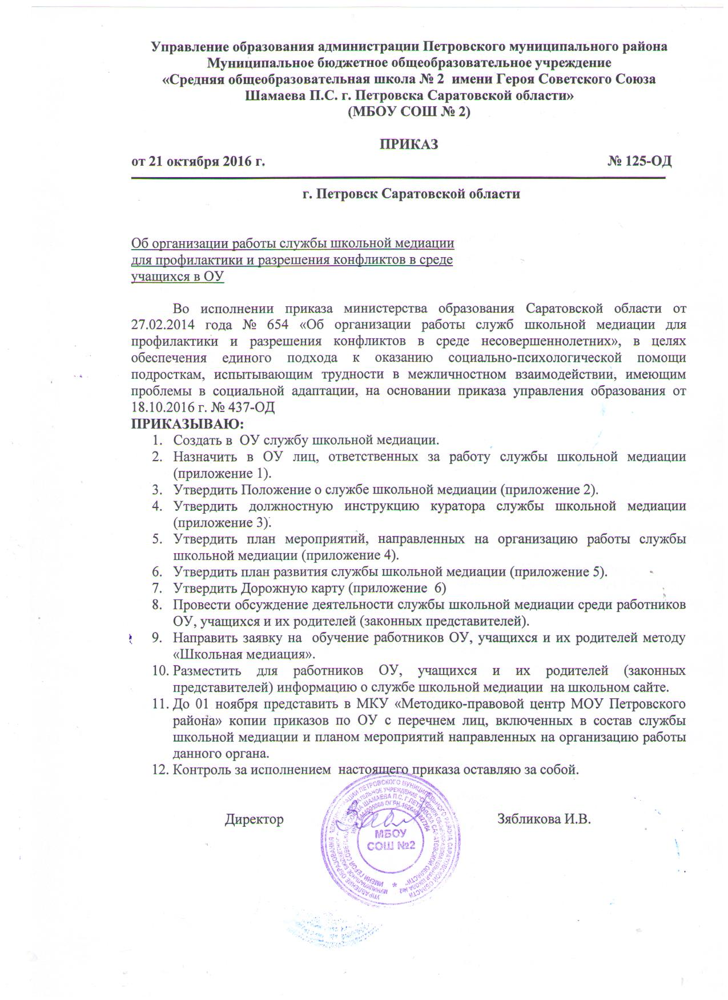 Управление образования администрации Петровского муниципального района
Муниципальное бюджетное общеобразовательное учреждение
«Средняя общеобразовательная школа № 2  имени Героя Советского Союза
Шамаева П.С. г. Петровска Саратовской области»
(МБОУ СОШ № 2)
ПРИКАЗ
от 21 октября 2016 г. № 125-ОД
г. Петровск Саратовской области
Об организации работы службы школьной медиации
для профилактики и разрешения конфликтов в среде
учащихся в ОУ
Во исполнении приказа министерства образования Саратовской области от
27.02.2014 года № 654 «Об организации работы служб школьной медиации для
профилактики и разрешения конфликтов в среде несовершеннолетних», в целях
обеспечения единого подхода к оказанию социально-психологической помощи
подросткам, испытывающим трудности в межличностном взаимодействии, имеющим
проблемы в социальной адаптации, на основании приказа управления образования от
18.10.2016 г. № 437-ОД
ПРИКАЗЫВАЮ:
1. Создать в  ОУ службу школьной медиации.
2. Назначить в ОУ лиц, ответственных за работу службы школьной медиации
(приложение 1).
3. Утвердить Положение о службе школьной медиации (приложение 2).
4. Утвердить должностную инструкцию куратора службы школьной медиации
(приложение 3).
5. Утвердить план мероприятий, направленных на организацию работы службы
школьной медиации (приложение 4).
6. Утвердить план развития службы школьной медиации (приложение 5).
7. Утвердить Дорожную карту (приложение  6)
8. Провести обсуждение деятельности службы школьной медиации среди работников
ОУ, учащихся и их родителей (законных представителей).
9. Направить заявку на  обучение работников ОУ, учащихся и их родителей методу
«Школьная медиация».
10. Разместить для работников ОУ, учащихся и их родителей (законных
представителей) информацию о службе школьной медиации  на школьном сайте.
11. До 01 ноября представить в МКУ «Методико-правовой центр МОУ Петровского
района» копии приказов по ОУ с перечнем лиц, включенных в состав службы
школьной медиации и планом мероприятий направленных на организацию работы
данного органа.
12. Контроль за исполнением  настоящего приказа оставляю за собой.
Директор Зябликова И.В.
МБОУ
СОШ №2